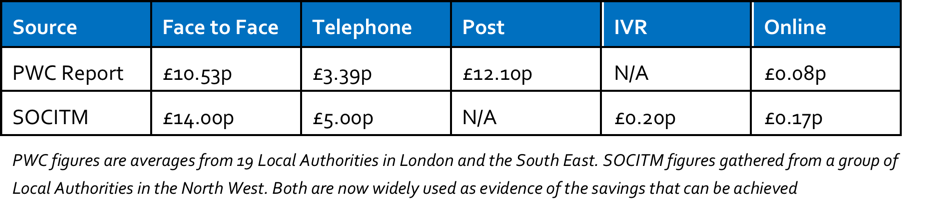 Source Face to Face Telephone Post IVR Online
PWC Report £10.53p £3.39p £12.10p N/A £0.08p
SOCITM £14.00p £5.00p N/A £0.20p £0.17p
PWC figures are averages from 19 Local Authorities in London and the South East. SOCITM figures gathered from a group of
Local Authorities in the North West. Both are now widely used as evidence of the savings that can be achieved